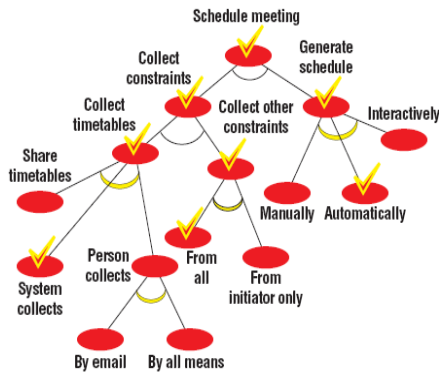 Schedule meeting
Collect
constraints
Generate
schedule
Collect
timetables
Collect other
constraints
Interactively
Share
timetables
Manually
Automatically
System
collects
Person
collects
From
all
From
initiator only
By email
By all means